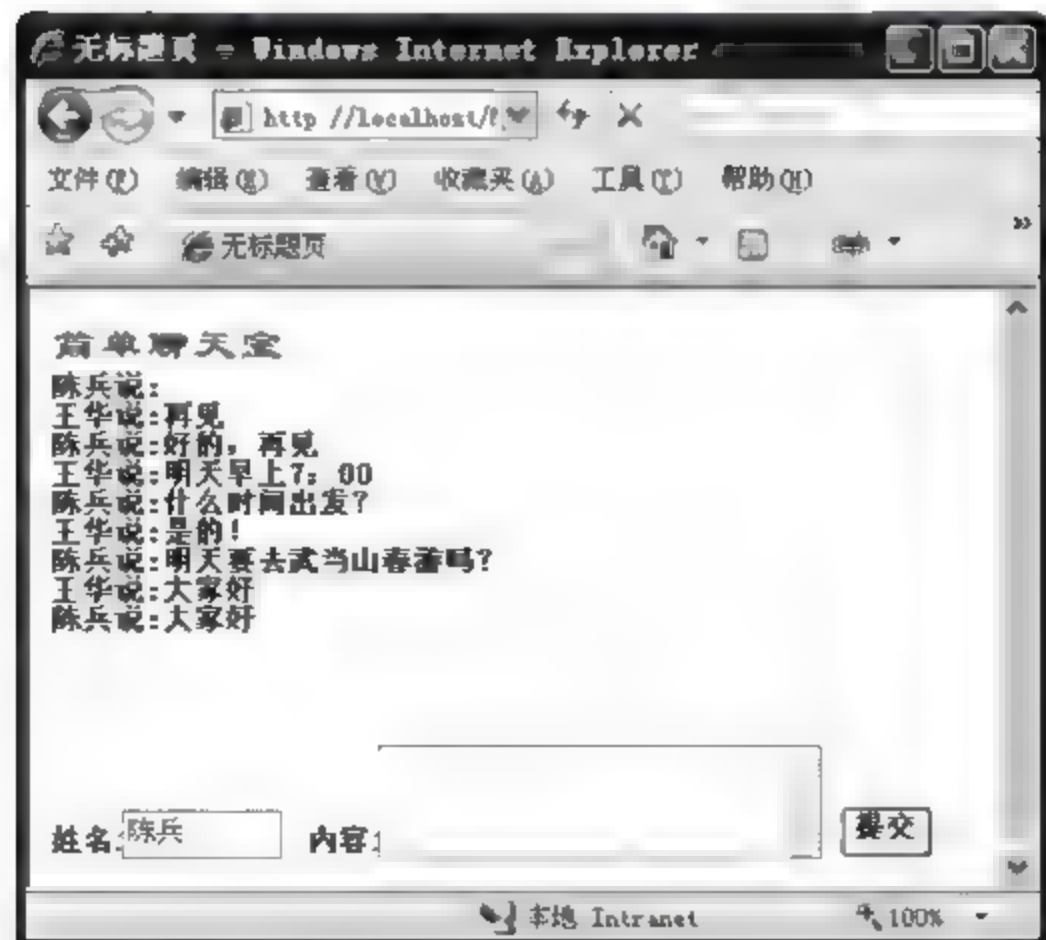 无标题页 - Windows Internet Explorer
http://localhost/
文件(F) 编辑(E) 查看(V) 收藏夹(A) 工具(T) 帮助(H)
无标题页
简单聊天室
陈兵说:
王华说:再见
陈兵说:好的，再见
王华说:明天早上7：00
陈兵说:什么时间出发?
王华说:是的!
陈兵说:明天要去武当山春游吗?
王华说:大家好
陈兵说:大家好
姓名:陈兵 内容: 提交
本地 Intranet 100%